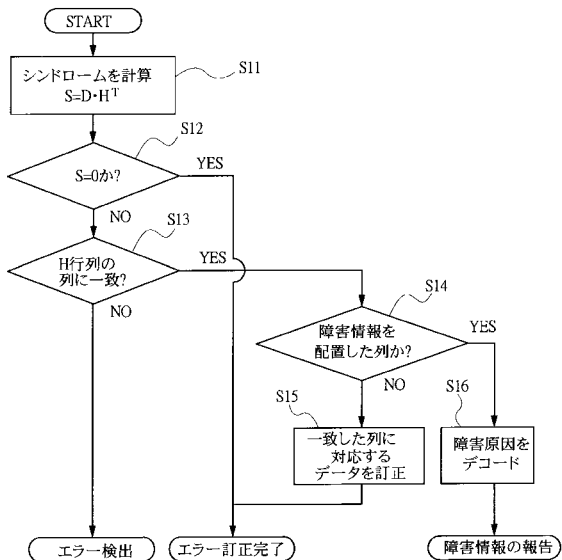 START
シンドロームを計算
S=D・H^T
S11
S=0か?
S12
YES
NO
H行列の
列に一致?
S13
YES
NO
障害情報を
配置した列か?
S14
YES
NO
S15
一致した列に
対応する
データを訂正
S16
障害原因を
デコード
エラー検出
エラー訂正完了
障害情報の報告